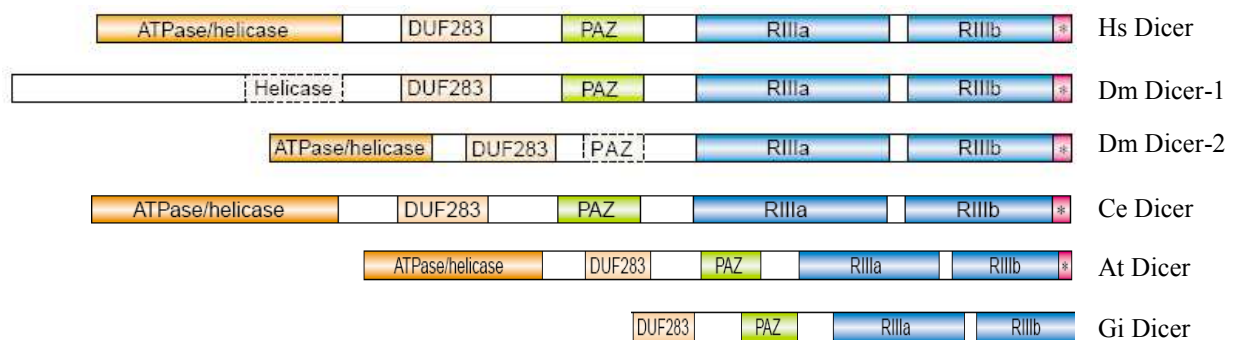 ATPase/helicase DUF283 PAZ RIIIa RIIIb * Hs Dicer
Helicase DUF283 PAZ RIIIa RIIIb * Dm Dicer-1
ATPase/helicase DUF283 PAZ RIIIa RIIIb * Dm Dicer-2
ATPase/helicase DUF283 PAZ RIIIa RIIIb * Ce Dicer
ATPase/helicase DUF283 PAZ RIIIa RIIIb * At Dicer
DUF283 PAZ RIIIa RIIIb Gi Dicer